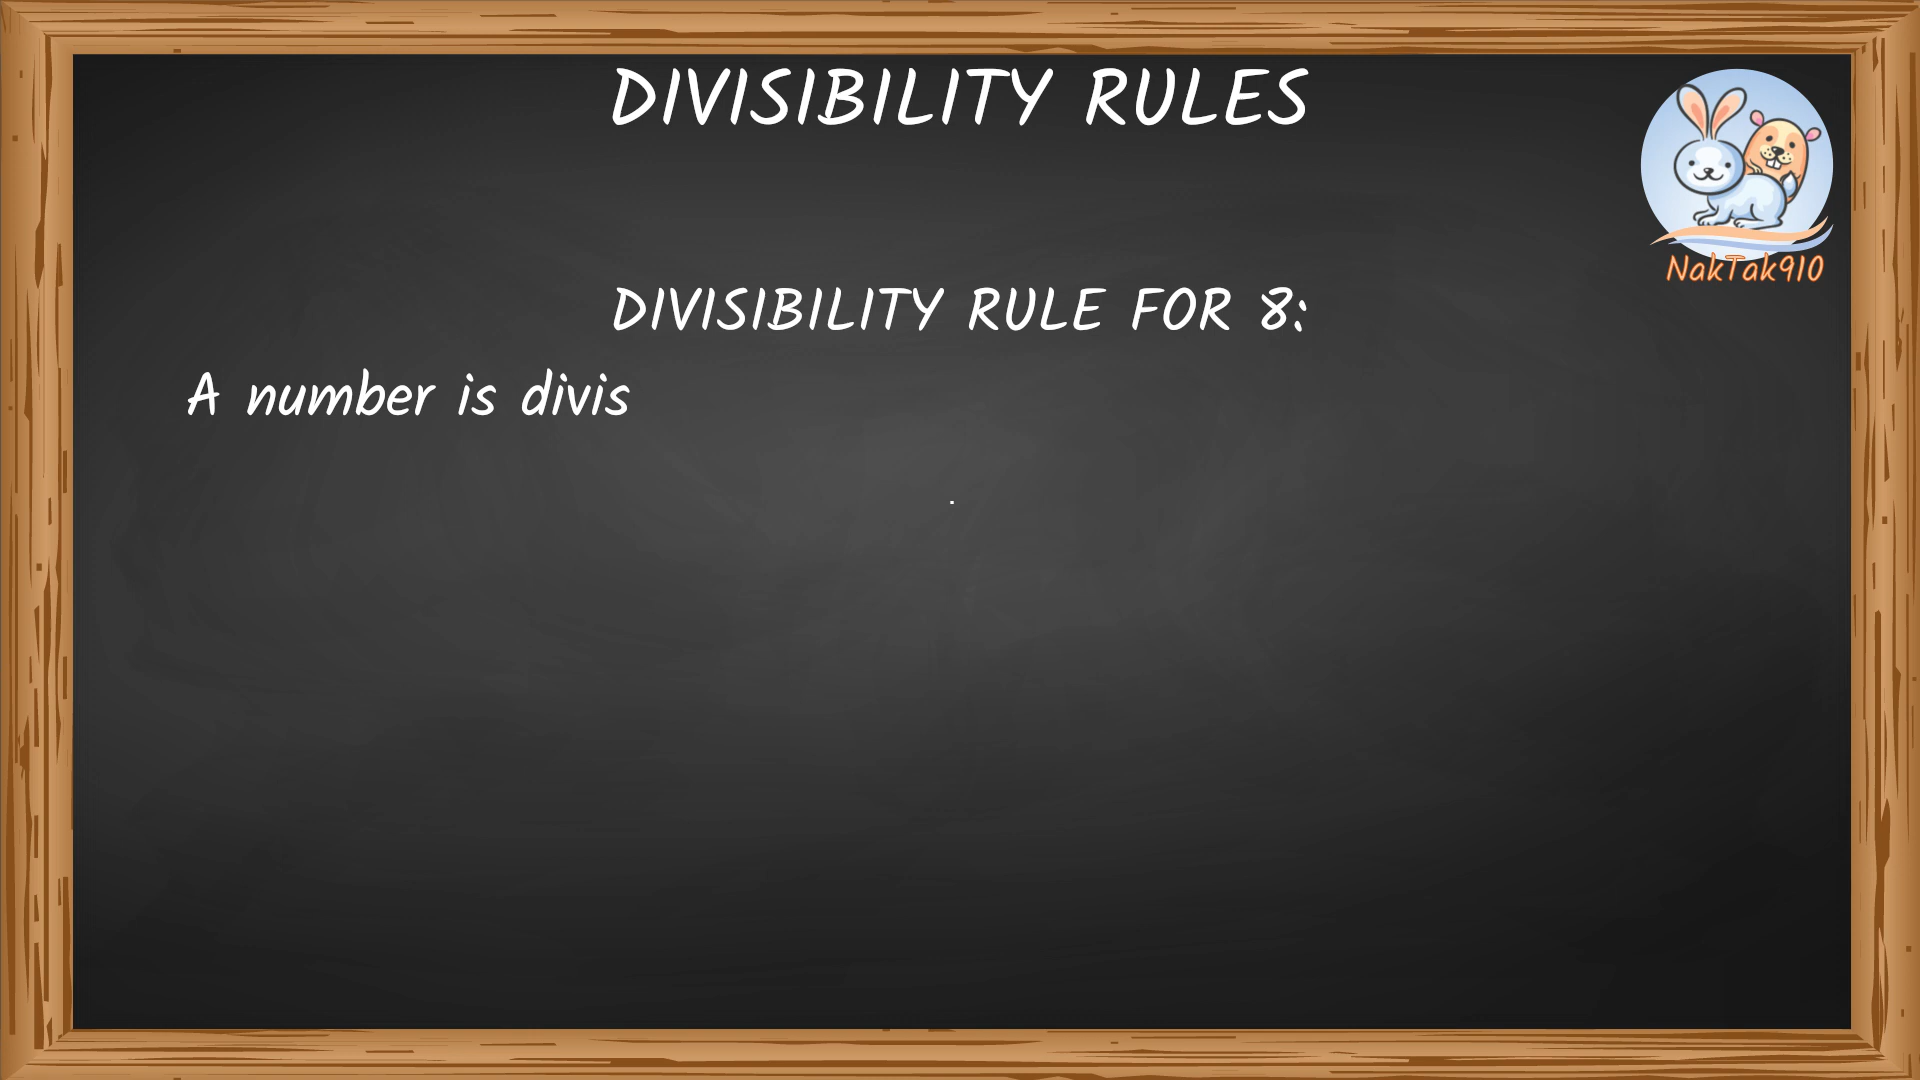 DIVISIBILITY RULES
NakTak910
DIVISIBILITY RULE FOR 8:
A number is divis
.